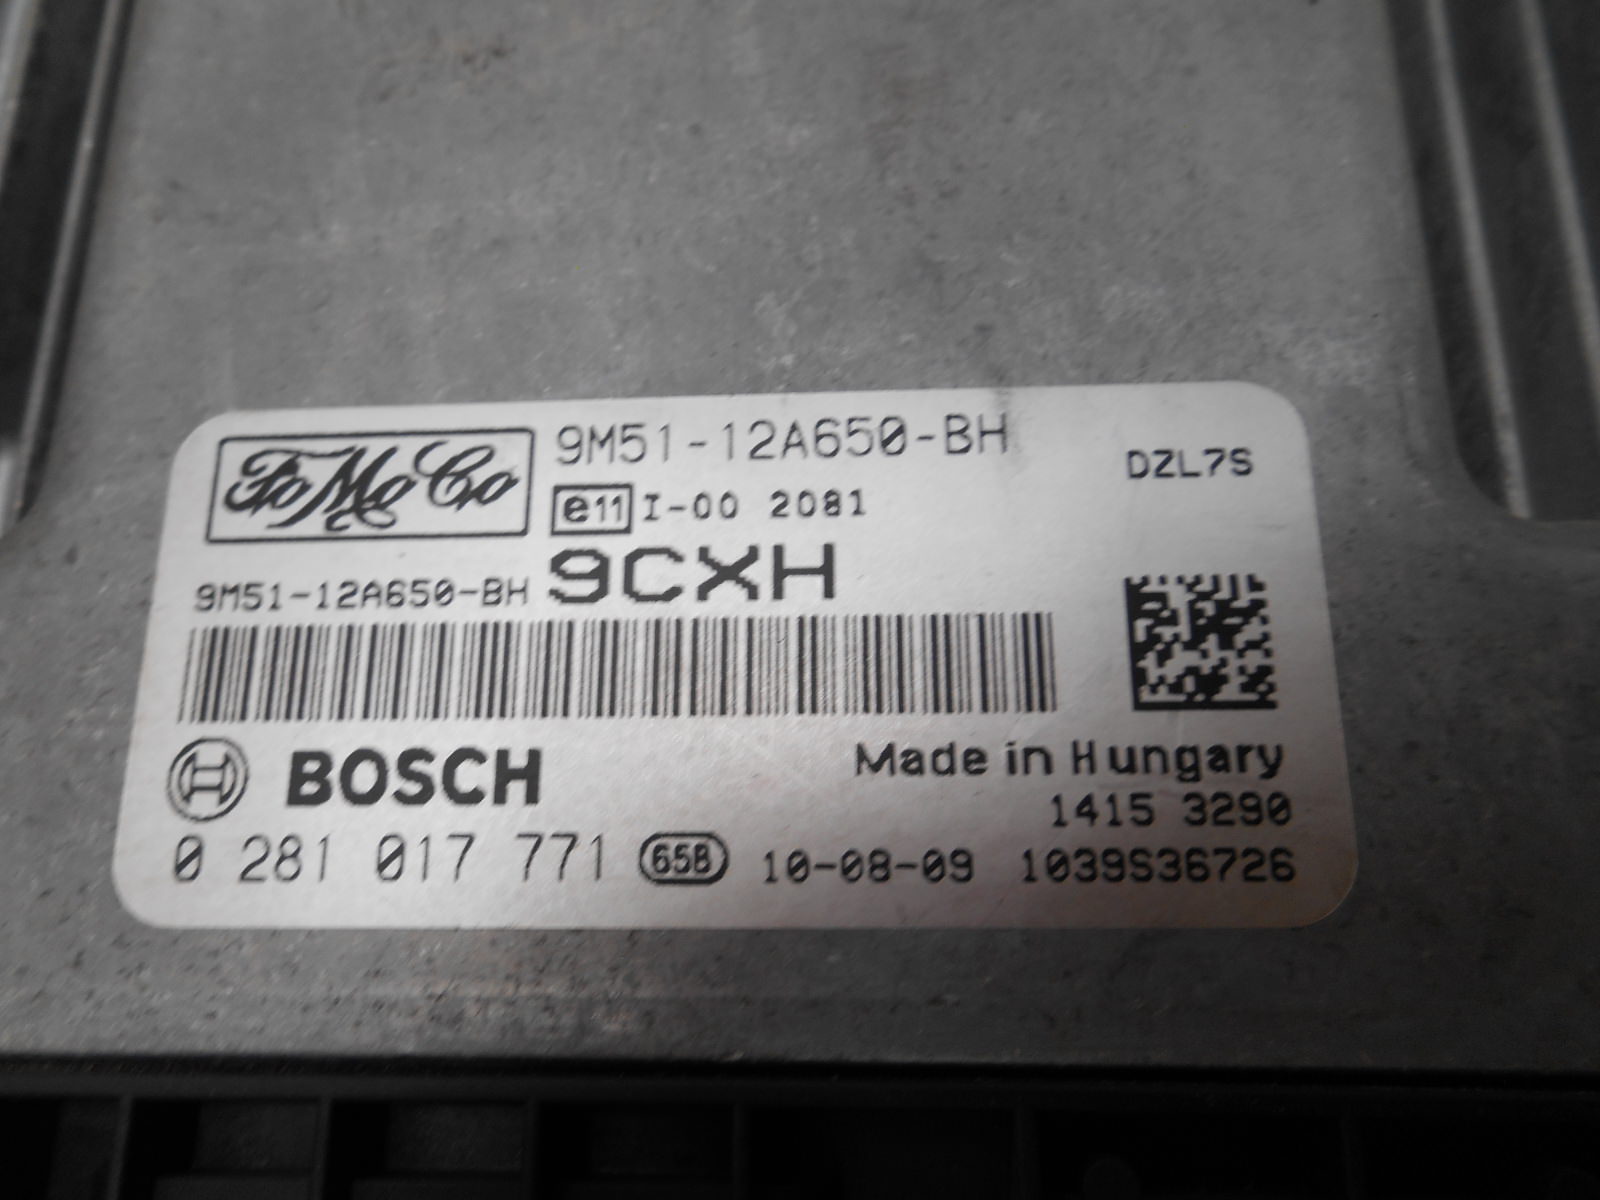 FoMoCo
9M51-12A650-BH
DZL7S
e11 I-00 2081
9M51-12A650-BH 9CXH
BOSCH
Made in Hungary
1415 3290
0 281 017 771 65B 10-08-09 1039S36726